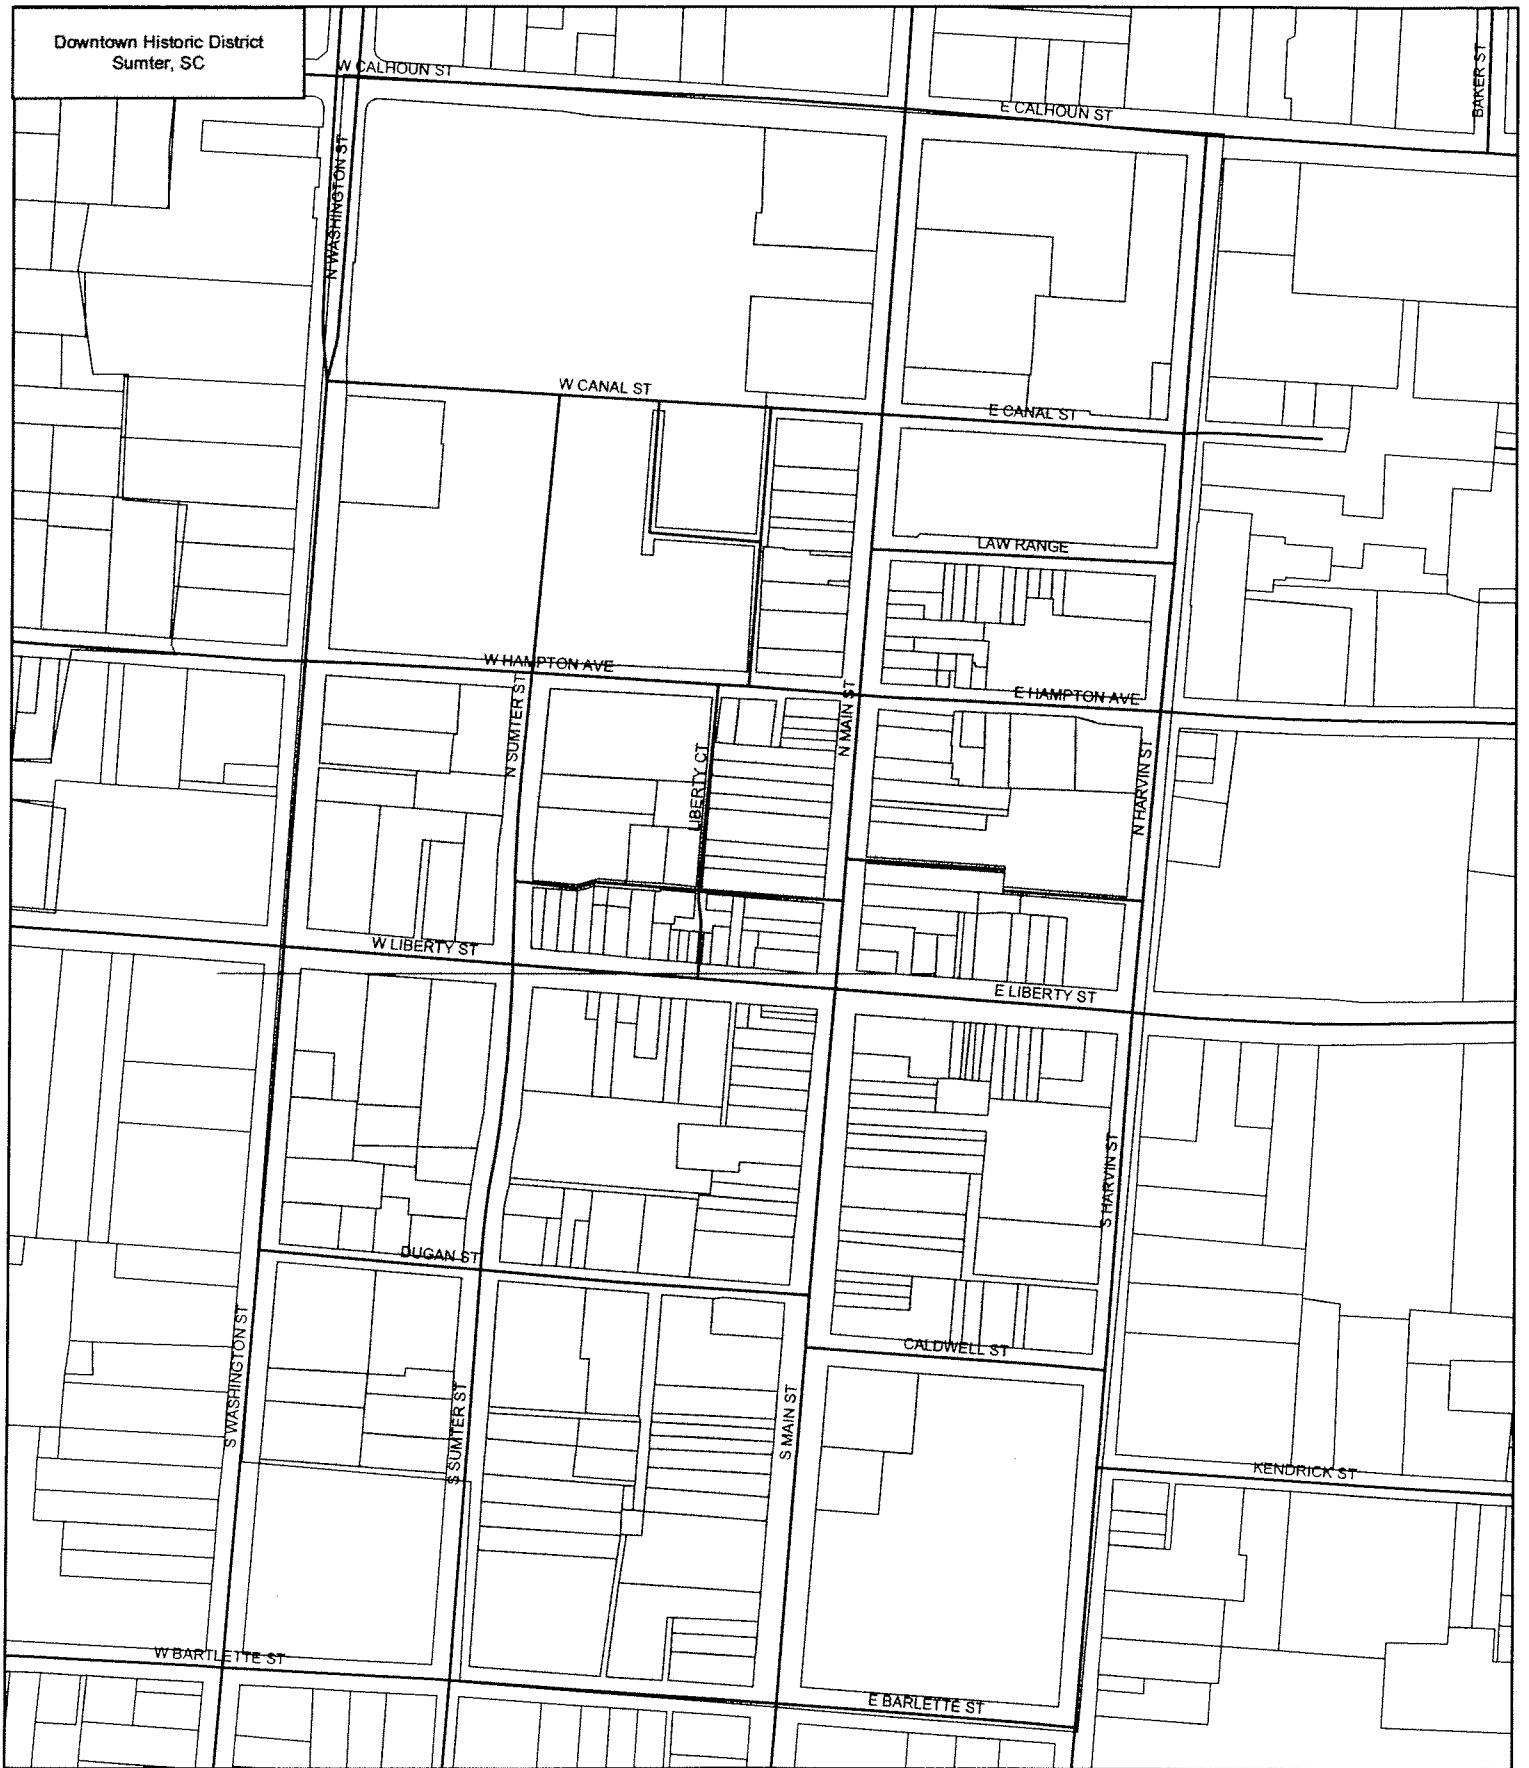 Downtown Historic District
Sumter, SC
W CALHOUN ST
E CALHOUN ST
BAKER ST
N WASHINGTON ST
W CANAL ST
E CANAL ST
LAW RANGE
W HAMPTON AVE
E HAMPTON AVE
N SUMTER ST
N MAIN ST
LIBERTY CT
N HARVIN ST
W LIBERTY ST
E LIBERTY ST
S HARVIN ST
DUGAN ST
S WASHINGTON ST
CALDWELL ST
S SUMTER ST
S MAIN ST
KENDRICK ST
W BARTLETTE ST
E BARLETTE ST